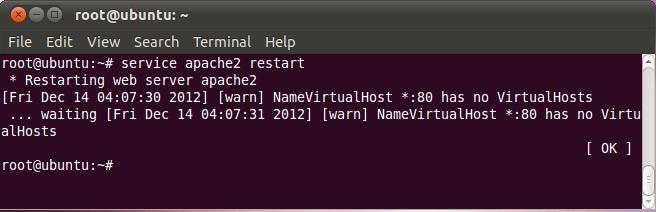 root@ubuntu: ~
File Edit View Search Terminal Help
root@ubuntu:~# service apache2 restart
 * Restarting web server apache2
[Fri Dec 14 04:07:30 2012] [warn] NameVirtualHost *:80 has no VirtualHosts
 ... waiting [Fri Dec 14 04:07:31 2012] [warn] NameVirtualHost *:80 has no Virtu
alHosts
[ OK ]
root@ubuntu:~#